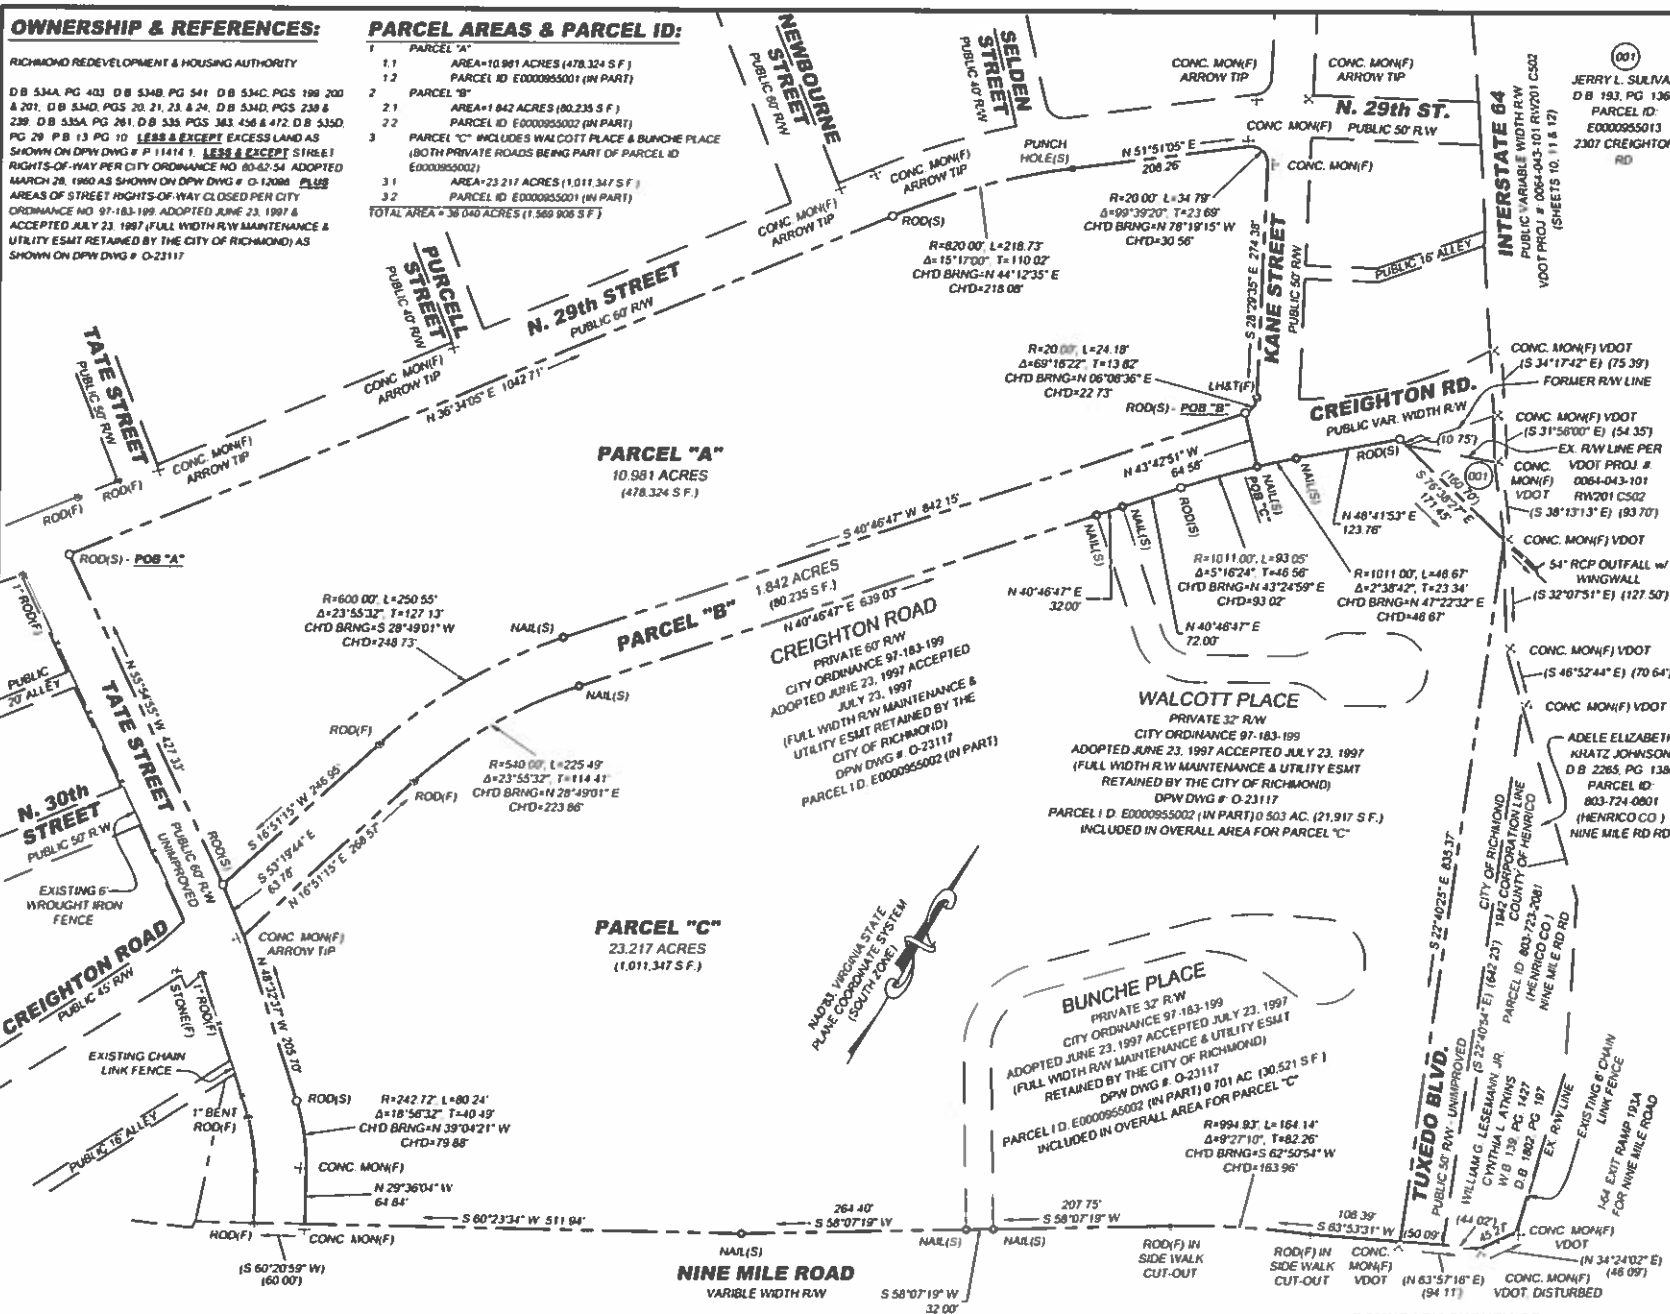 OWNERSHIP & REFERENCES:
RICHMOND REDEVELOPMENT & HOUSING AUTHORITY
D B 534A, PG 403 D B 534B, PG 541 D B 534C, PGS 199 200
& 201, D B 534D, PGS 20, 21, 23, & 24, D B 534D, PGS 238 &
239, D B 535A PG 261, D B 535, PGS 383, 456 & 472, D B 535D,
PG 29 P B 13 PG 10 LESS & EXCEPT EXCESS LAND AS
SHOWN ON DPW DWG # P 11414 1, LESS & EXCEPT STREET
RIGHTS-OF-WAY PER CITY ORDINANCE NO 60-62-54 ADOPTED
MARCH 28, 1960 AS SHOWN ON DPW DWG # O-12086 PLUS
AREAS OF STREET RIGHTS-OF-WAY CLOSED PER CITY
ORDINANCE NO 97-183-199, ADOPTED JUNE 23, 1997 &
ACCEPTED JULY 23, 1997 (FULL WIDTH R/W MAINTENANCE &
UTILITY ESMT RETAINED BY THE CITY OF RICHMOND) AS
SHOWN ON DPW DWG # O-23117
PARCEL AREAS & PARCEL ID:
1 PARCEL "A"
1.1 AREA=10.981 ACRES (478,324 S F )
1.2 PARCEL ID E0000955001 (IN PART)
2 PARCEL "B"
2.1 AREA=1 842 ACRES (80,235 S F )
2 2 PARCEL ID E0000955002 (IN PART)
3 PARCEL "C" INCLUDES WALCOTT PLACE & BUNCHE PLACE
(BOTH PRIVATE ROADS BEING PART OF PARCEL ID
E0000955002)
3 1 AREA=23.217 ACRES (1,011,347 S F )
3.2 PARCEL ID E0000955001 (IN PART)
TOTAL AREA = 36 040 ACRES (1,569 906 S F )
NEWBOURNE
STREET
PUBLIC 60' R/W
SELDEN
STREET
PUBLIC 40' R/W
CONC. MON(F)
ARROW TIP
CONC. MON(F)
ARROW TIP
N. 29th ST.
PUBLIC 50' R.W
CONC MON(F)
CONC. MON(F)
INTERSTATE 64
PUBLIC VARIABLE WIDTH R/W
VDOT PROJ # 0064-043-101 RW201 C502
(SHEETS 10, 11 & 12)
001
JERRY L. SULIVA
D B 193, PG 136
PARCEL ID:
E0000955013
2307 CREIGHTON
RD
PUNCH
HOLE(S)
N 51°51'05" E
208.26'
CONC. MON(F)
ARROW TIP
CONC. MON(F)
ARROW TIP
ROD(S)
R=20.00', L=34 79'
Δ=99°39'20", T=23 69'
CH'D BRNG=N 78°19'15" W
CH'D=30 56'
R=820 00', L=218.73'
Δ=15°17'00", T=110 02'
CH'D BRNG=N 44°12'35" E
CH'D=218.08'
S 28°29'35" E 274.38'
KANE STREET
PUBLIC 50' R/W
PUBLIC 16' ALLEY
PURCELL
STREET
PUBLIC 40' R/W
N. 29th STREET
PUBLIC 60' R/W
TATE STREET
PUBLIC 50' R/W
CONC MON(F)
ARROW TIP
N 36°34'05" E 1042 71'
CONC. MON(F)
ARROW TIP
ROD(F)
ROD(F)
ROD(S) - POB "A"
R=20.00', L=24.18'
Δ=69°16'22", T=13 82'
CH'D BRNG=N 06°08'36" E
CH'D=22 73'
LH&T(F)
ROD(S) - POB "B"
CREIGHTON RD.
PUBLIC VAR. WIDTH R/W
CONC. MON(F) VDOT
(S 34°17'42" E) (75 39')
FORMER R/W LINE
CONC. MON(F) VDOT
(S 31°56'00" E) (54 35')
EX. R/W LINE PER
VDOT PROJ. #
0064-043-101
RW201 C502
CONC.
MON(F)
VDOT
(S 38°13'13" E) (93 70')
CONC. MON(F) VDOT
54" RCP OUTFALL w/
WINGWALL
(S 32°07'51" E) (127 50')
(10 75')
ROD(S)
001
(160 70')
S 76°38'27" E
171.45'
PARCEL "A"
10.981 ACRES
(478,324 S F.)
N 43°42'51" W
64 58'
NAIL(S)
POB "C"
NAIL(S)
ROD(S)
N 48°41'53" E
123.76'
S 40°46'47" W 842 15'
NAIL(S)
NAIL(S)
R=1011.00', L=93 05'
Δ=5°16'24", T=46 56'
CH'D BRNG=N 43°24'59" E
CH'D=93 02'
R=1011 00', L=46.67'
Δ=2°38'42", T=23 34'
CH'D BRNG=N 47°22'32" E
CH'D=46 67'
N 40°46'47" E
32.00'
N 40°46'47" E
72.00'
1.842 ACRES
(80,235 S F.)
PARCEL "B"
N 40°46'47" E 639 03'
R=600 00', L=250 55'
Δ=23°55'32", T=127 13'
CH'D BRNG=S 28°49'01" W
CH'D=248 73'
NAIL(S)
NAIL(S)
CREIGHTON ROAD
PRIVATE 60' R/W
CITY ORDINANCE 97-183-199
ADOPTED JUNE 23, 1997 ACCEPTED
JULY 23, 1997
(FULL WIDTH R/W MAINTENANCE &
UTILITY ESMT RETAINED BY THE
CITY OF RICHMOND)
DPW DWG #. O-23117
PARCEL I D. E0000955002 (IN PART)
WALCOTT PLACE
PRIVATE 32' R/W
CITY ORDINANCE 97-183-199
ADOPTED JUNE 23, 1997 ACCEPTED JULY 23, 1997
(FULL WIDTH R.W MAINTENANCE & UTILITY ESMT
RETAINED BY THE CITY OF RICHMOND)
DPW DWG #: O-23117
PARCEL I D. E0000955002 (IN PART) 0 503 AC. (21,917 S F.)
INCLUDED IN OVERALL AREA FOR PARCEL "C"
CONC. MON(F) VDOT
(S 46°52'44" E) (70 64')
CONC. MON(F) VDOT
ADELE ELIZABETH
KRATZ JOHNSON
D B 2265, PG 138
PARCEL ID:
803-724-0801
(HENRICO CO )
NINE MILE RD RD
1" ROD(F)
PUBLIC
20' ALLEY
N 55°54'55" W 427 33'
TATE STREET
PUBLIC 60' R/W
UNIMPROVED
N. 30th
STREET
PUBLIC 50' R.W
EXISTING 6'
WROUGHT IRON
FENCE
ROD(F)
S 16°51'15" W 246 95'
ROD(S)
S 53°19'44" E
63 78'
N 16°51'15" E 268 57'
ROD(F)
R=540 00', L=225 49'
Δ=23°55'32", T=114 41'
CH'D BRNG=N 28°49'01" E
CH'D=223 86'
CONC MON(F)
ARROW TIP
CREIGHTON ROAD
PUBLIC 45' R/W
STONE(F)
1" ROD(F)
N 48°32'37" W 205 70'
PARCEL "C"
23.217 ACRES
(1,011,347 S F.)
NAD'83, VIRGINIA STATE
PLANE COORDINATE SYSTEM
(SOUTH ZONE)
BUNCHE PLACE
PRIVATE 32' R/W
CITY ORDINANCE 97-183-199
ADOPTED JUNE 23, 1997 ACCEPTED JULY 23, 1997
(FULL WIDTH R/W MAINTENANCE & UTILITY ESMT
RETAINED BY THE CITY OF RICHMOND)
DPW DWG #. O-23117
PARCEL I D. E0000955002 (IN PART) 0 701 AC (30,521 S F )
INCLUDED IN OVERALL AREA FOR PARCEL "C"
S 22°40'25" E 835 37'
TUXEDO BLVD.
PUBLIC 50' R/W - UNIMPROVED
(S 22°40'54" E) (642 23')
CITY OF RICHMOND
1942 CORPORATION LINE
COUNTY OF HENRICO
WILLIAM G. LESEMANN, JR.
CYNTHIA L. ATKINS
W.B 139, PG. 1427
D.B 1802, PG 197
PARCEL ID: 803-723-2081
(HENRICO CO )
NINE MILE RD RD
EX. R/W LINE
EXISTING 6' CHAIN
LINK FENCE
I-64 EXIT RAMP 193A
FOR NINE MILE ROAD
EXISTING CHAIN
LINK FENCE
1" BENT
ROD(F)
PUBLIC 16' ALLEY
ROD(S)
R=242.72', L=80 24'
Δ=18°56'32", T=40 49'
CH'D BRNG=N 39°04'21" W
CH'D=79 88'
CONC MON(F)
N 29°36'04" W
64 84'
R=994.93', L=164.14'
Δ=9°27'10", T=82.26'
CH'D BRNG=S 62°50'54" W
CH'D=163 96'
S 60°23'34" W 511 94'
264 40'
S 58°07'19" W
207 75'
S 58°07'19" W
108 39'
S 63°53'31" W
(50 09')
(44 02')
45.21'
ROD(F)
CONC MON(F)
(S 60°20'59" W)
(60 00')
NAIL(S)
NAIL(S)
NAIL(S)
ROD(F) IN
SIDE WALK
CUT-OUT
ROD(F) IN
SIDE WALK
CUT-OUT
CONC.
MON(F)
VDOT
(N 63°57'16" E)
(94 11')
CONC MON(F)
VDOT
(N 34°24'02" E)
(46 09')
CONC. MON(F)
VDOT, DISTURBED
NINE MILE ROAD
VARIBLE WIDTH R/W
S 58°07'19" W
32 00'